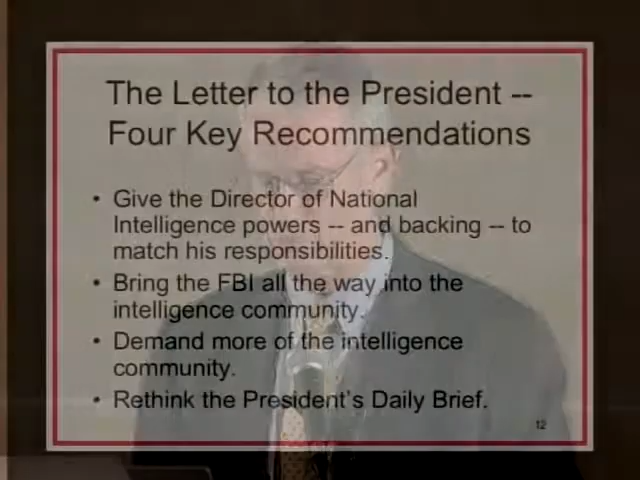 The Letter to the President --
Four Key Recommendations
• Give the Director of National
Intelligence powers -- and backing -- to
match his responsibilities.
• Bring the FBI all the way into the
intelligence community.
• Demand more of the intelligence
community.
• Rethink the President's Daily Brief.
12